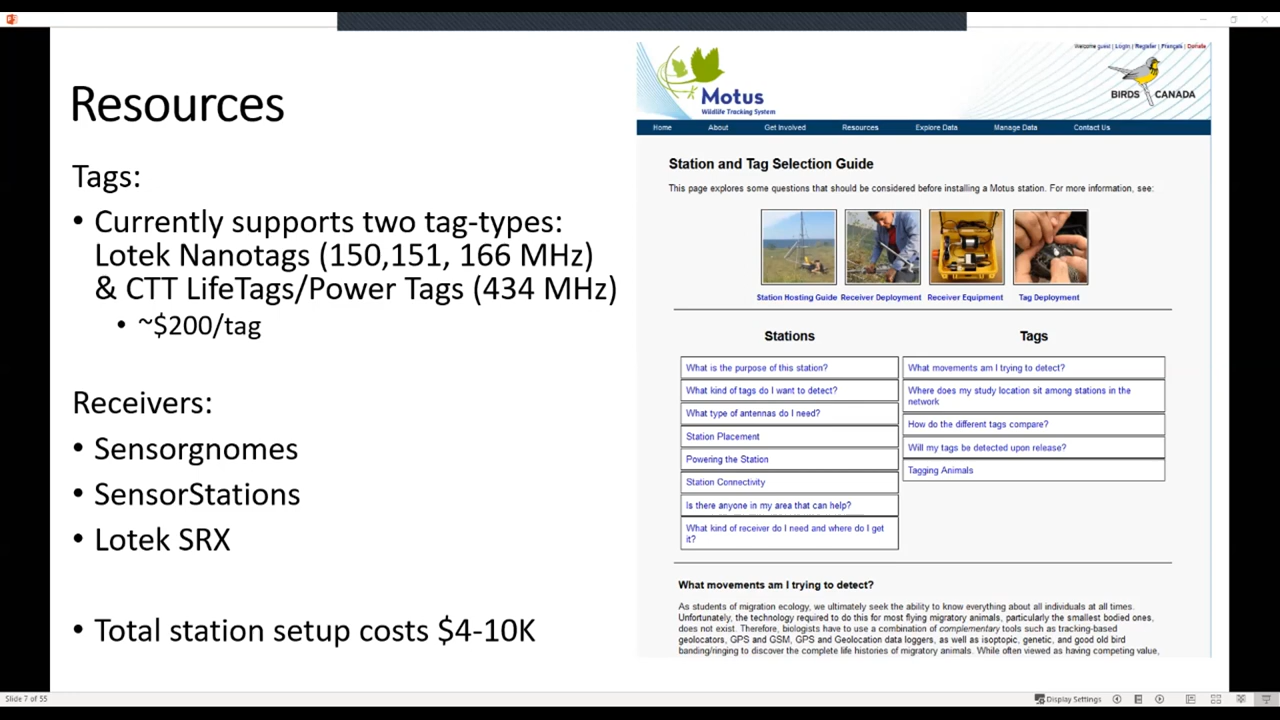 Resources
Tags:
• Currently supports two tag-types:
Lotek Nanotags (150,151, 166 MHz)
& CTT LifeTags/Power Tags (434 MHz)
• ~$200/tag
Receivers:
• Sensorgnomes
• SensorStations
• Lotek SRX
• Total station setup costs $4-10K
Welcome guest | Login | Register | Français | Donate
Motus
Wildlife Tracking System
BIRDS CANADA
Home About Get Involved Resources Explore Data Manage Data Contact Us
Station and Tag Selection Guide
This page explores some questions that should be considered before installing a Motus station. For more information, see:
Station Hosting Guide Receiver Deployment Receiver Equipment Tag Deployment
Stations
What is the purpose of this station?
What kind of tags do I want to detect?
What type of antennas do I need?
Station Placement
Powering the Station
Station Connectivity
Is there anyone in my area that can help?
What kind of receiver do I need and where do I get
it?
Tags
What movements am I trying to detect?
Where does my study location sit among stations in the
network
How do the different tags compare?
Will my tags be detected upon release?
Tagging Animals
What movements am I trying to detect?
As students of migration ecology, we ultimately seek the ability to know everything about all individuals at all times.
Unfortunately, the technology required to do this for most flying migratory animals, particularly the smallest bodied ones,
does not exist. Therefore, biologists have to use a combination of complementary tools such as tracking-based
geolocators, GPS and GSM, GPS and Geolocation data loggers, as well as isoptopic, genetic, and good old bird
banding/ringing to discover the complete life histories of migratory animals. While often viewed as having competing value,
Slide 7 of 55
Display Settings